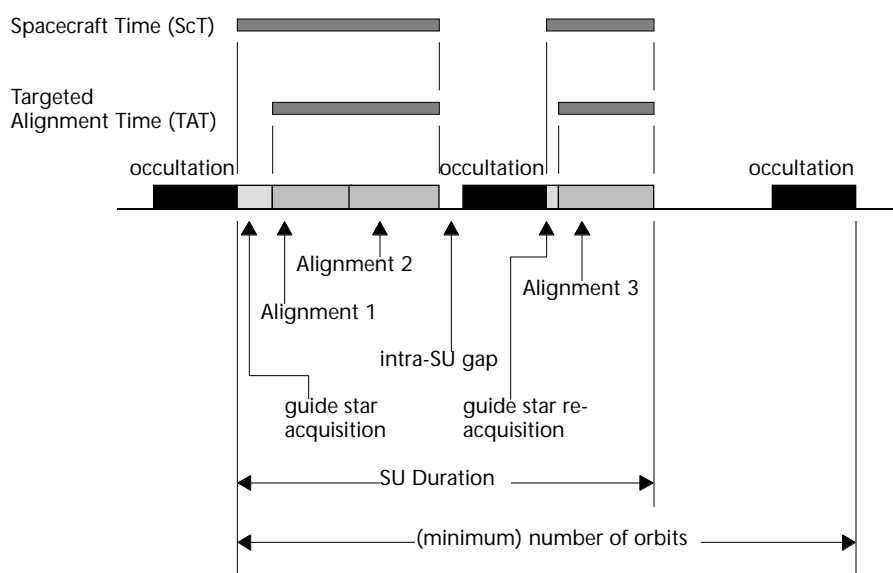 Spacecraft Time (ScT)
Targeted
Alignment Time (TAT)
occultation
occultation
occultation
Alignment 2
Alignment 3
Alignment 1
intra-SU gap
guide star
acquisition
guide star re-
acquisition
SU Duration
(minimum) number of orbits